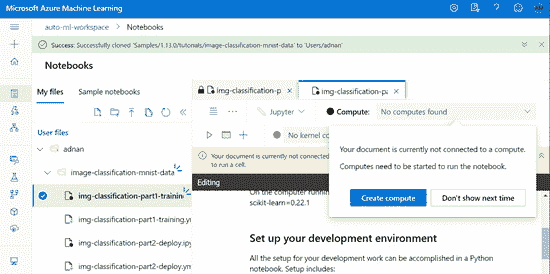 Microsoft Azure Machine Learning
auto-ml-workspace > Notebooks
Success: Successfully cloned 'Samples/1.13.0/tutorials/image-classification-mnist-data' to 'Users/adnan'
Notebooks
My files
Sample notebooks
User files
adnan
image-classification-mnist-data
img-classification-part1-training
img-classification-part1-training.ym
img-classification-part2-deploy.ipy
img-classification-part2-deploy.ym
img-classification-p
img-classification-pa
Jupyter
Compute:
No computes found
No kernel co
Your document is currently not connected
to run a cell.
Editing
Your document is currently not connected to a compute.
Computes need to be started to run the notebook.
Create compute
Don't show next time
On the computer runnin
scikit-learn=0.22.1
Set up your development environment
All the setup for your development work can be accomplished in a Python
notebook. Setup includes: